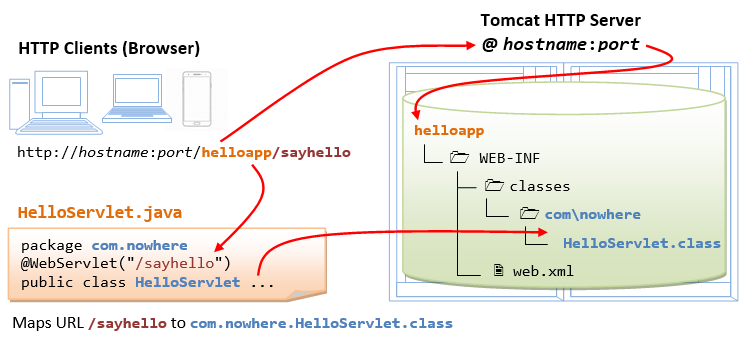 Tomcat HTTP Server
@ hostname:port
HTTP Clients (Browser)
http://hostname:port/helloapp/sayhello
helloapp
WEB-INF
classes
com\nowhere
HelloServlet.class
web.xml
HelloServlet.java
package com.nowhere
@WebServlet("/sayhello")
public class HelloServlet ...
Maps URL /sayhello to com.nowhere.HelloServlet.class